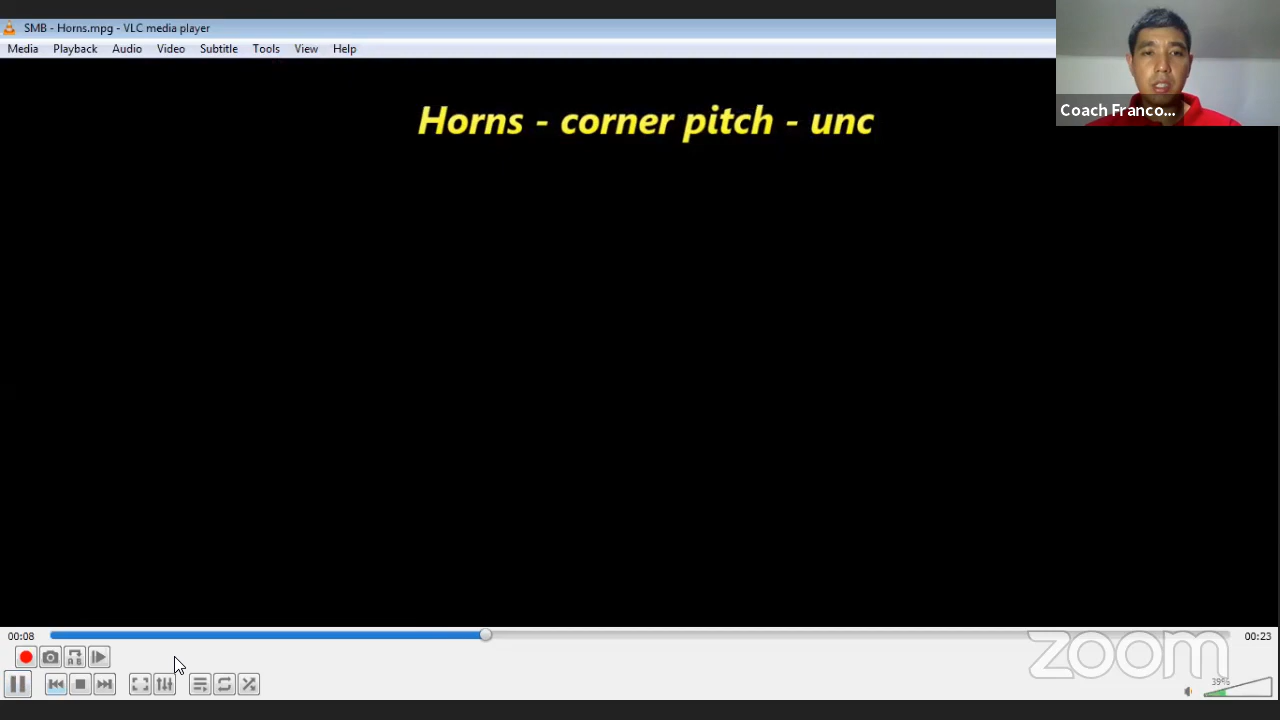 SMB - Horns.mpg - VLC media player
Media Playback Audio Video Subtitle Tools View Help
Coach Franco...
Horns - corner pitch - unc
00:08
00:23
zoom
39%